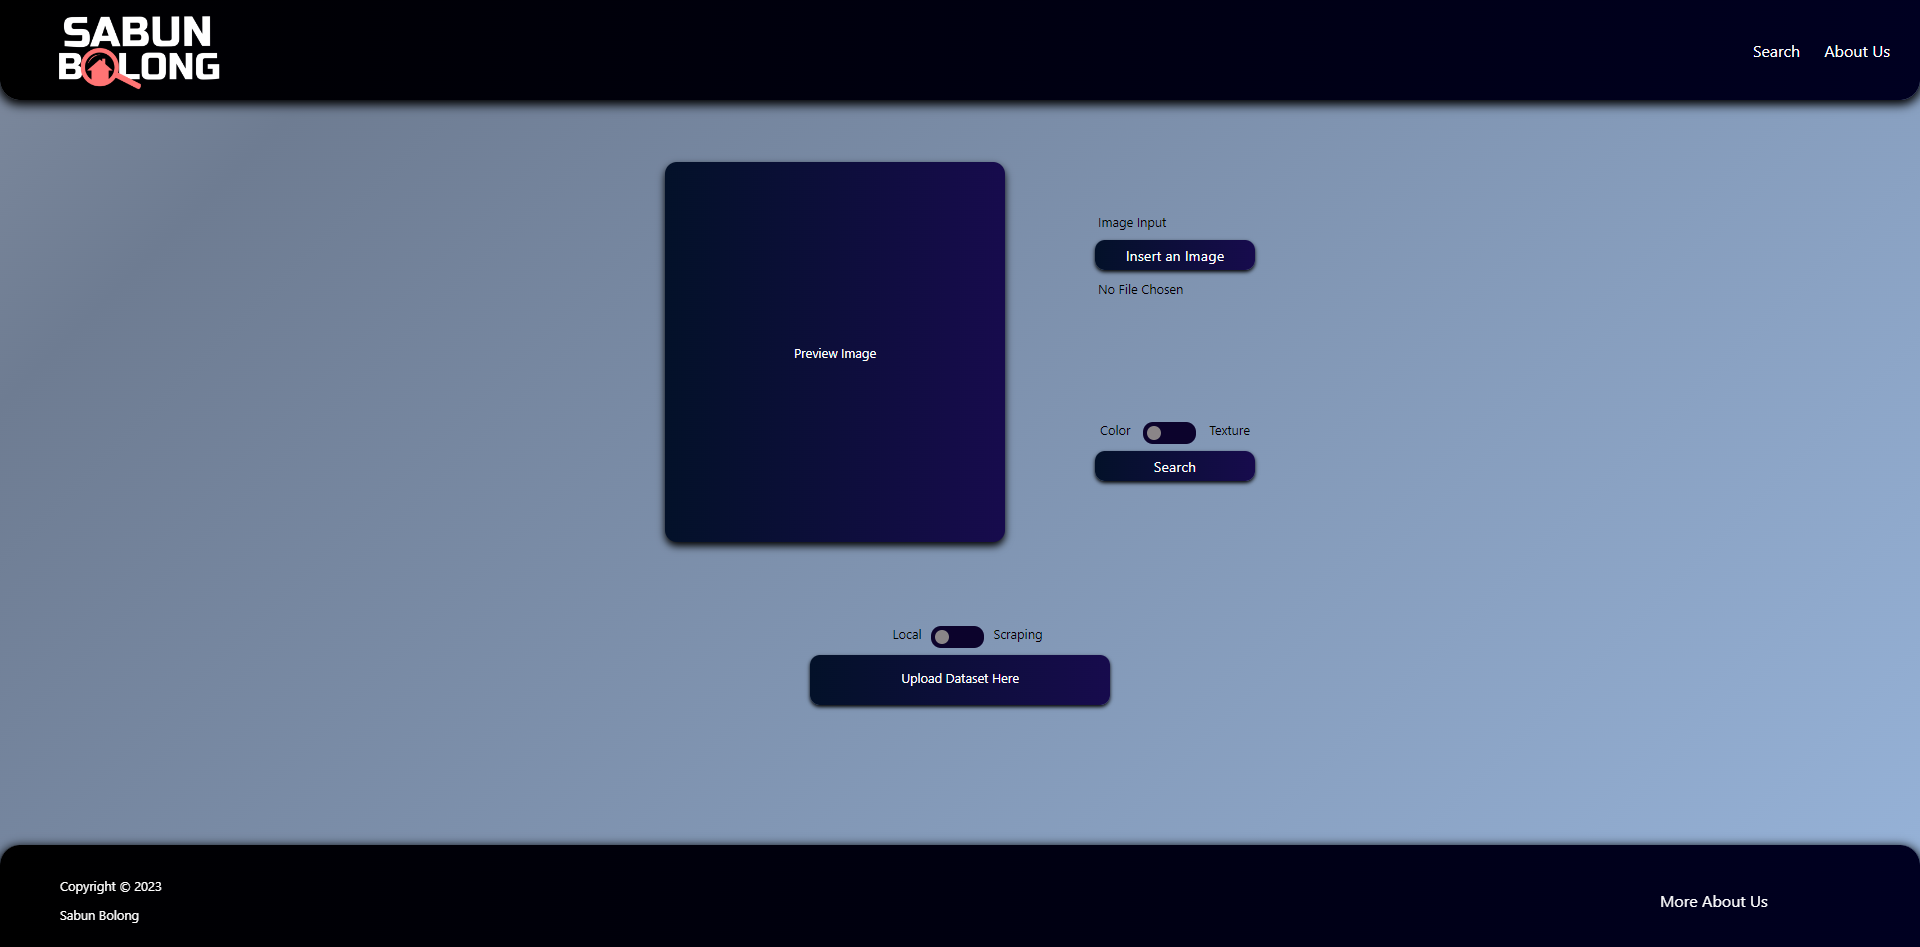 SABUN
BOLONG
Search
About Us
Preview Image
Image Input
Insert an Image
No File Chosen
Color
Texture
Search
Local
Scraping
Upload Dataset Here
Copyright © 2023
Sabun Bolong
More About Us